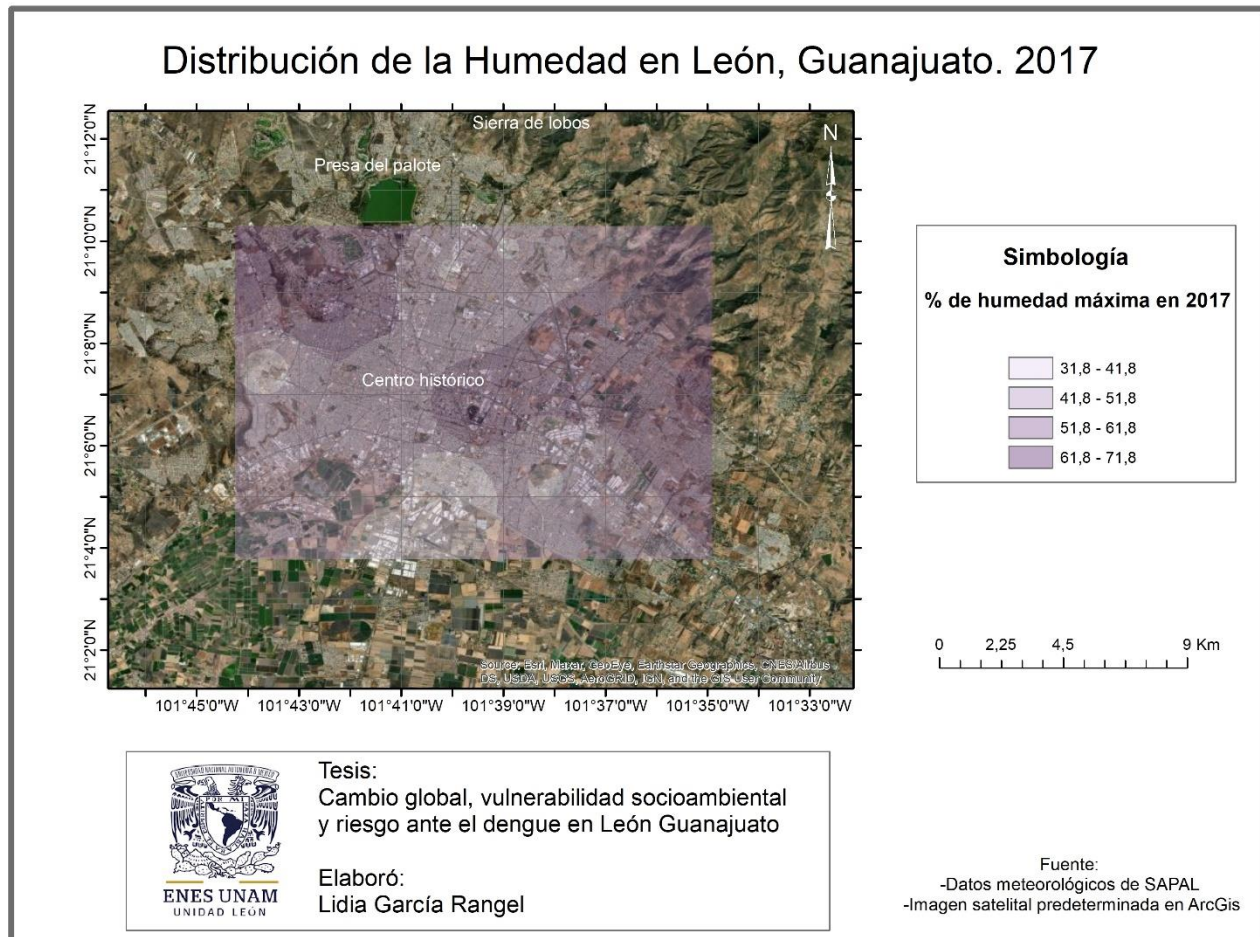 Distribución de la Humedad en León, Guanajuato. 2017
Sierra de lobos
Presa del palote
N
Centro histórico
21°12'0"N
21°10'0"N
21°8'0"N
21°6'0"N
21°4'0"N
21°2'0"N
Source: Esri, Maxar, GeoEye, Earthstar Geographics, CNES/Airbus
DS, USDA, USGS, AeroGRID, IGN, and the GIS User Community
101°45'0"W 101°43'0"W 101°41'0"W 101°39'0"W 101°37'0"W 101°35'0"W 101°33'0"W
Simbología
% de humedad máxima en 2017
31,8 - 41,8
41,8 - 51,8
51,8 - 61,8
61,8 - 71,8
0 2,25 4,5 9 Km
ENES UNAM
UNIDAD LEÓN
Tesis:
Cambio global, vulnerabilidad socioambiental
y riesgo ante el dengue en León Guanajuato
Elaboró:
Lidia García Rangel
Fuente:
-Datos meteorológicos de SAPAL
-Imagen satelital predeterminada en ArcGis